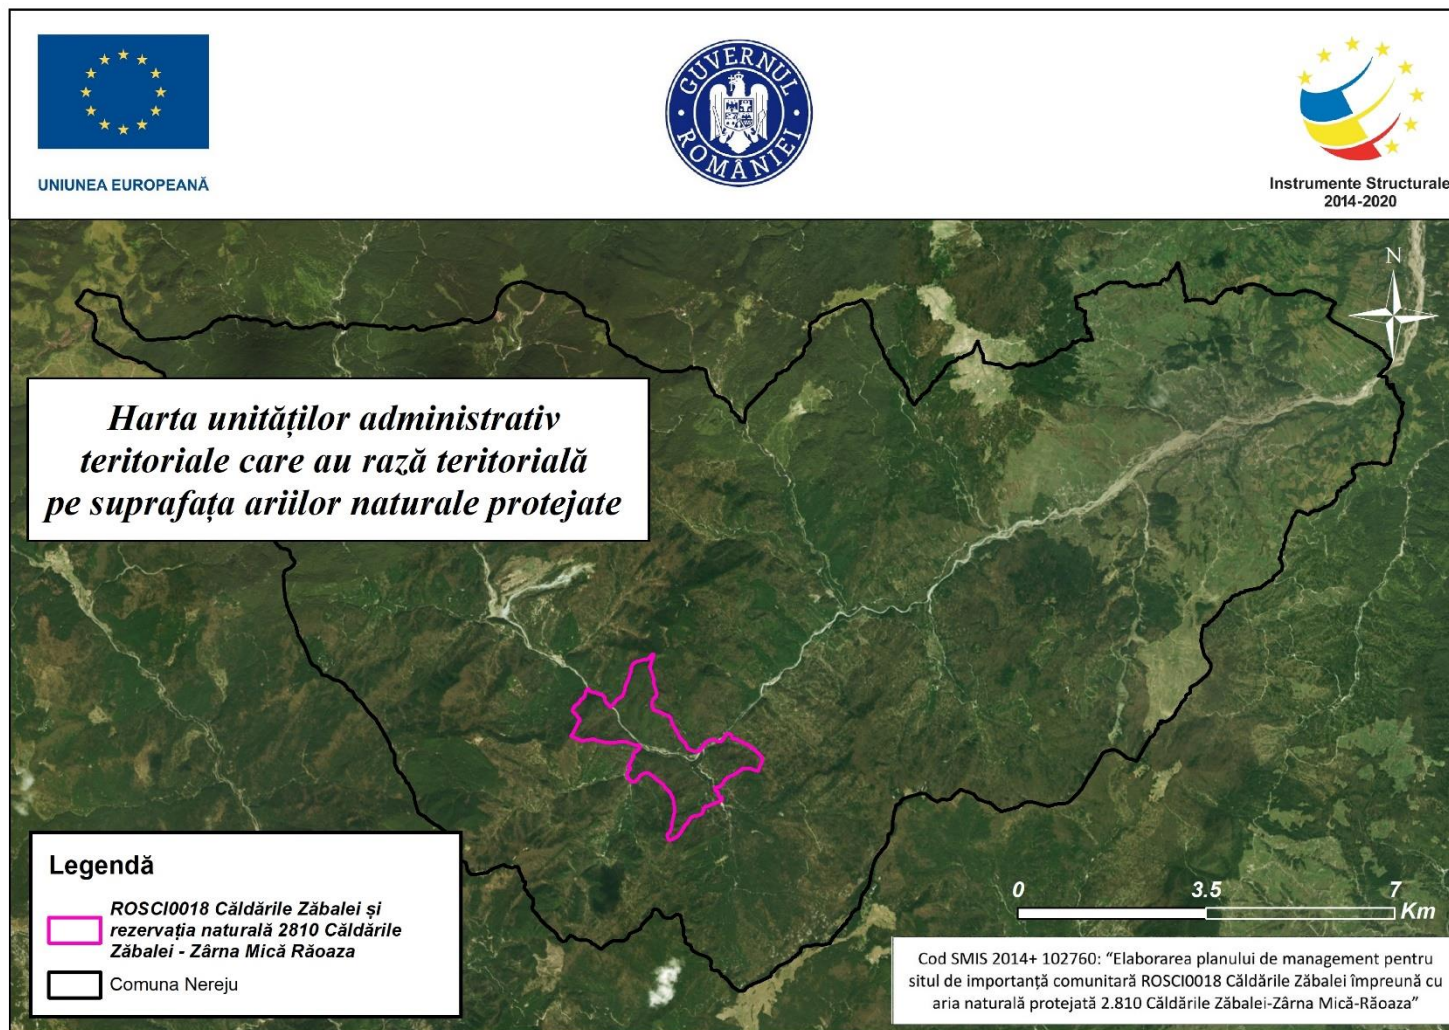 UNIUNEA EUROPEANĂ
GUVERNUL ROMÂNIEI
Instrumente Structurale
2014-2020
N
Harta unităților administrativ
teritoriale care au rază teritorială
pe suprafața ariilor naturale protejate
Legendă
ROSCI0018 Căldările Zăbalei și
rezervația naturală 2810 Căldările
Zăbalei - Zârna Mică Răoaza
Comuna Nereju
0 3.5 7
Km
Cod SMIS 2014+ 102760: “Elaborarea planului de management pentru
situl de importanță comunitară ROSCI0018 Căldările Zăbalei împreună cu
aria naturală protejată 2.810 Căldările Zăbalei-Zârna Mică-Răoaza”